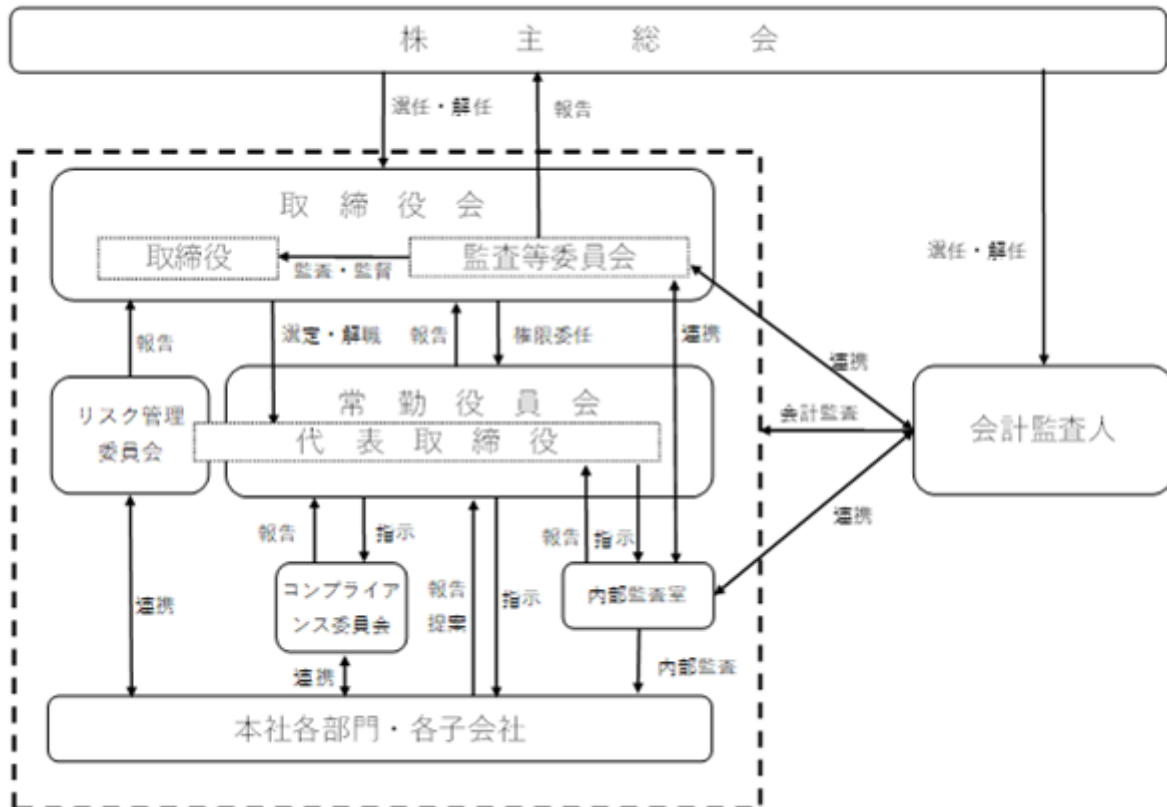 株主総会
選任・解任
報告
取締役会
取締役
監査等委員会
監査・監督
選任・解任
報告
選定・解職
報告
権限委任
連携
連携
リスク管理
委員会
常勤役員会
代表取締役
会計監査
会計監査人
連携
報告
指示
報告
指示
連携
コンプライア
ンス委員会
報告
提案
指示
内部監査室
連携
内部監査
本社各部門・各子会社